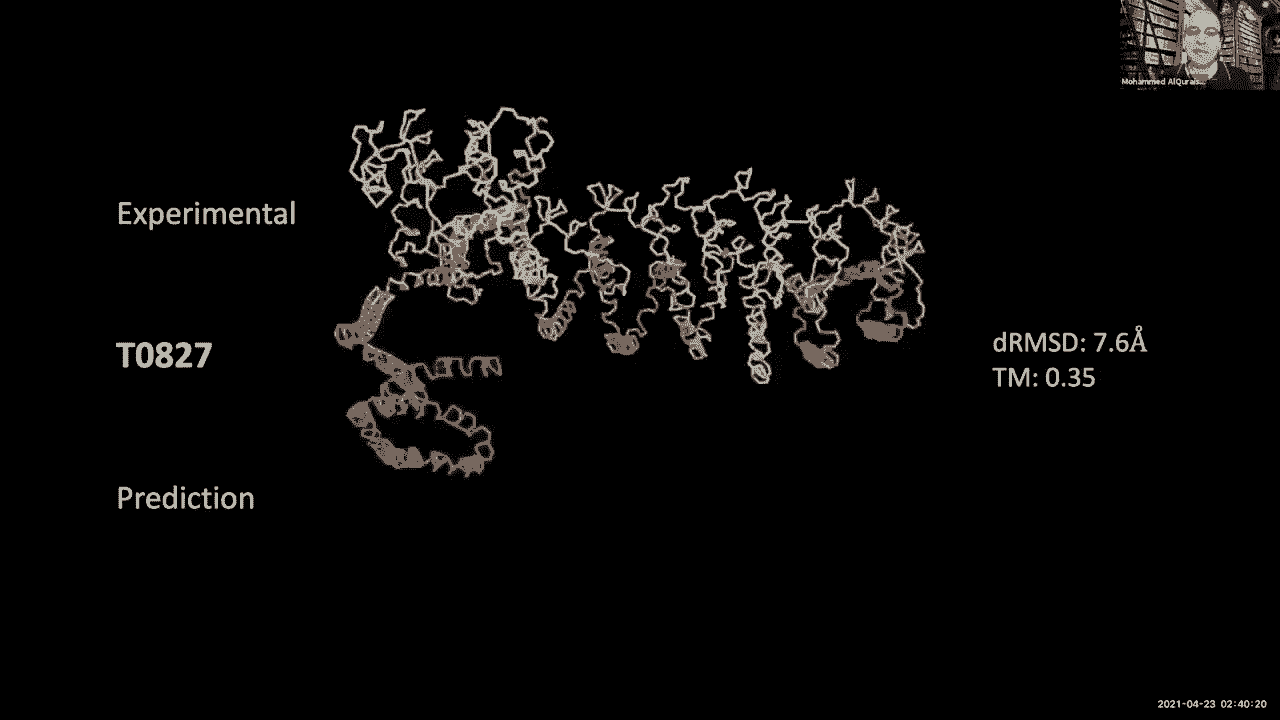 Mohammed AlQurais...
Experimental
T0827
dRMSD: 7.6Å
TM: 0.35
Prediction
2021-04-23 02:40:20